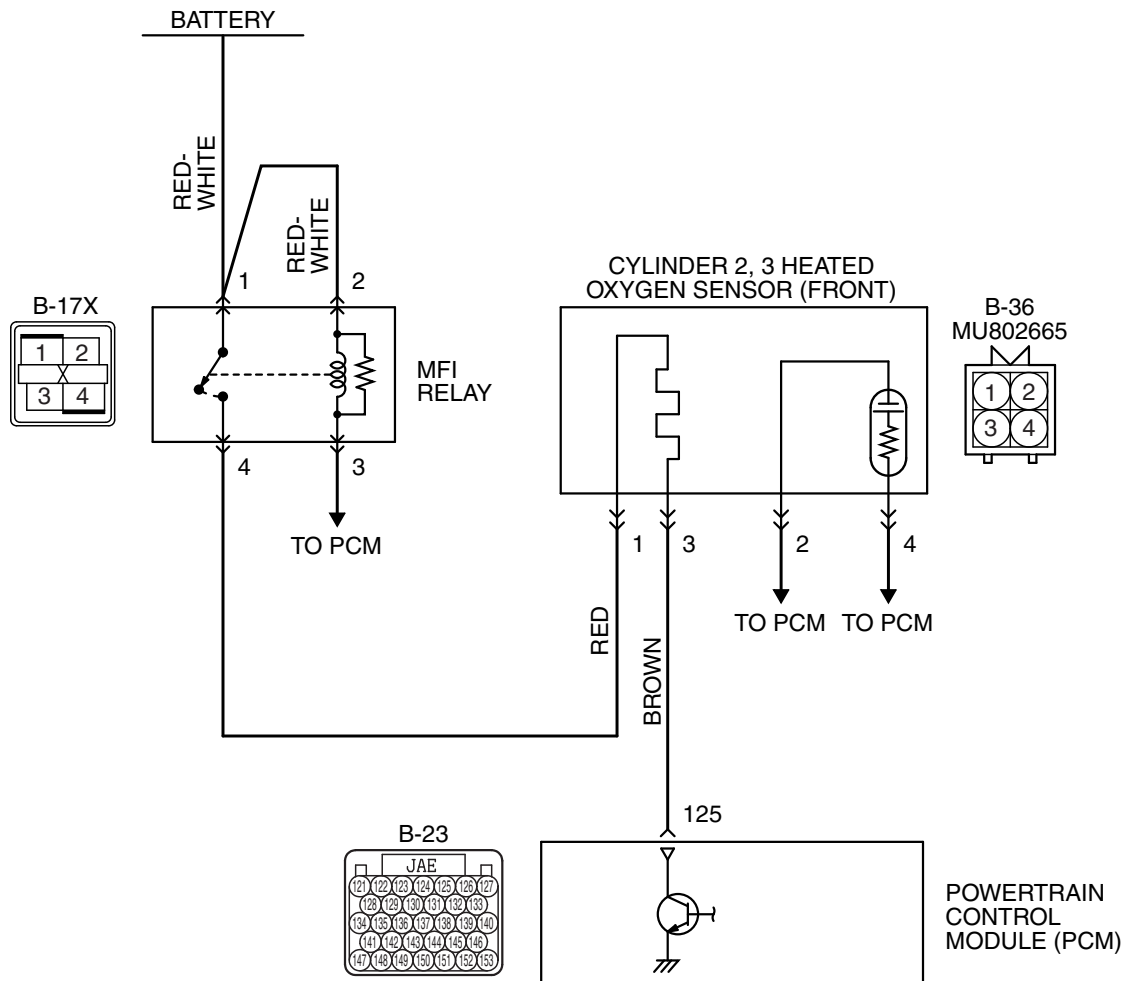 BATTERY
RED-
WHITE
RED-
WHITE
1
2
B-17X
1 2
3 4
MFI
RELAY
4
3
TO PCM
CYLINDER 2, 3 HEATED
OXYGEN SENSOR (FRONT)
B-36
MU802665
1 2
3 4
1
3
2
4
TO PCM
TO PCM
RED
BROWN
125
B-23
JAE
121 122 123 124 125 126 127
128 129 130 131 132 133
134 135 136 137 138 139 140
141 142 143 144 145 146
147 148 149 150 151 152 153
POWERTRAIN
CONTROL
MODULE (PCM)